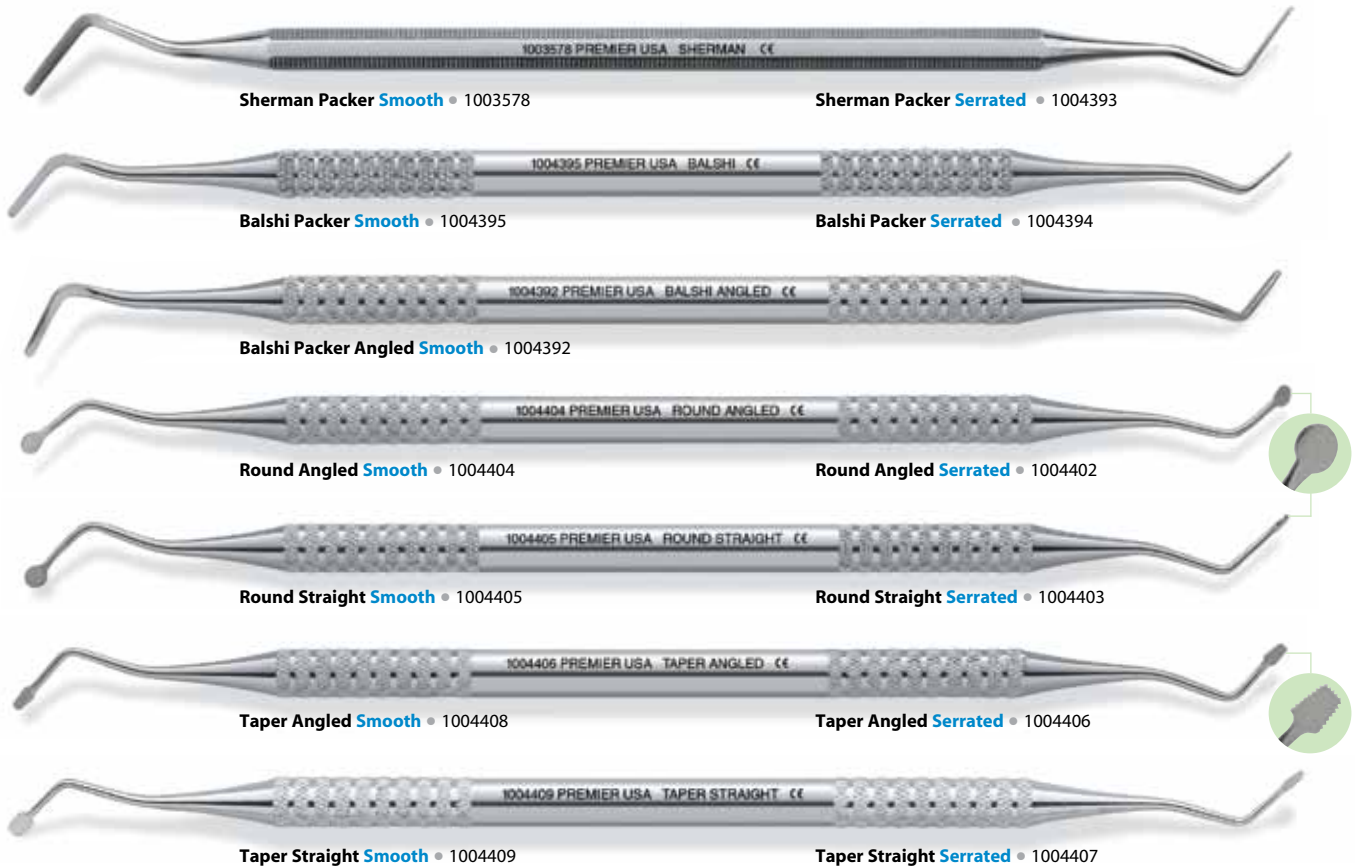 1003578 PREMIER USA SHERMAN CE
Sherman Packer Smooth • 1003578
Sherman Packer Serrated • 1004393
1004395 PREMIER USA BALSHI CE
Balshi Packer Smooth • 1004395
Balshi Packer Serrated • 1004394
1004392 PREMIER USA BALSHI ANGLED CE
Balshi Packer Angled Smooth • 1004392
1004404 PREMIER USA ROUND ANGLED CE
Round Angled Smooth • 1004404
Round Angled Serrated • 1004402
1004405 PREMIER USA ROUND STRAIGHT CE
Round Straight Smooth • 1004405
Round Straight Serrated • 1004403
1004406 PREMIER USA TAPER ANGLED CE
Taper Angled Smooth • 1004408
Taper Angled Serrated • 1004406
1004409 PREMIER USA TAPER STRAIGHT CE
Taper Straight Smooth • 1004409
Taper Straight Serrated • 1004407